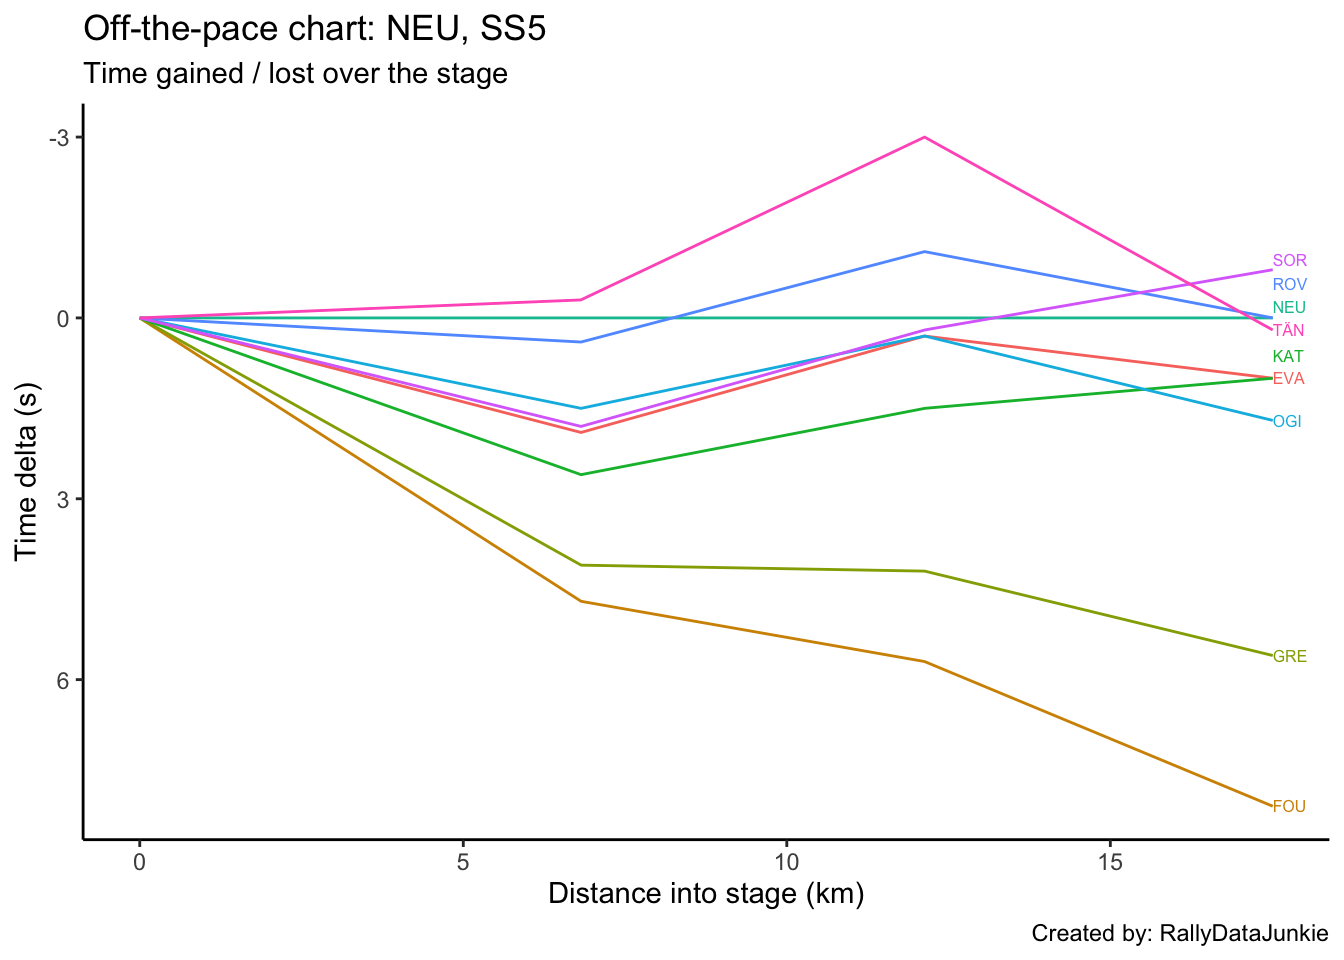 Off-the-pace chart: NEU, SS5
Time gained / lost over the stage
Time delta (s)
-3
0
3
6
SOR
ROV
NEU
TÄN
KAT
EVA
OGI
GRE
FOU
0 5 10 15
Distance into stage (km)
Created by: RallyDataJunkie